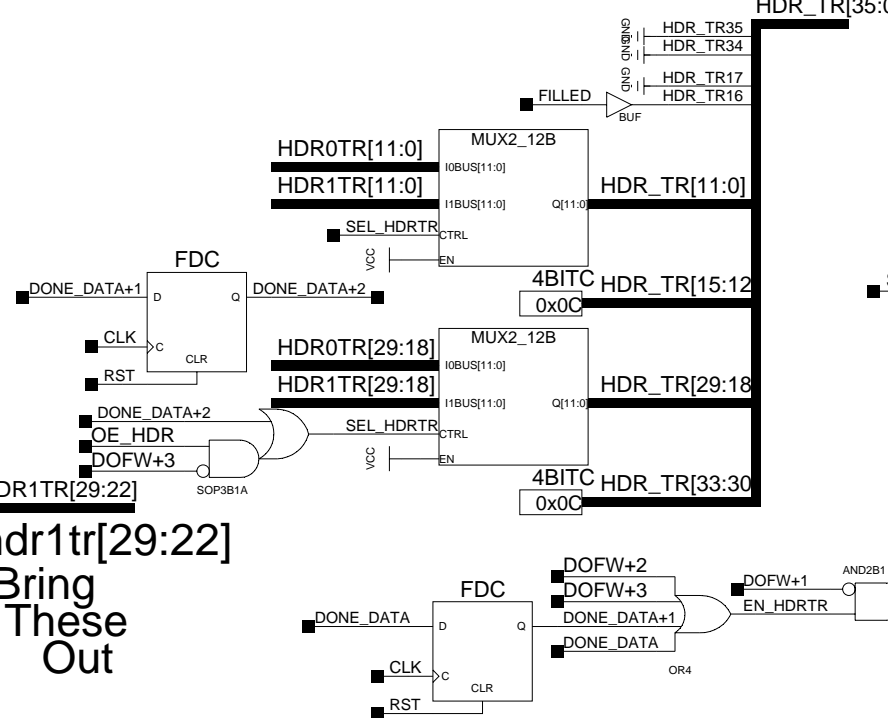 HDR_TR[35:0
GND
HDR_TR35
GND
HDR_TR34
GND
HDR_TR17
FILLED
HDR_TR16
BUF
MUX2_12B
HDR0TR[11:0]
I0BUS[11:0]
HDR1TR[11:0]
I1BUS[11:0]
Q[11:0]
HDR_TR[11:0]
SEL_HDRTR
CTRL
VCC
EN
FDC
DONE_DATA+1
D
Q
DONE_DATA+2
CLK
C
CLR
RST
4BITC
0x0C
HDR_TR[15:12
MUX2_12B
HDR0TR[29:18]
I0BUS[11:0]
HDR1TR[29:18]
I1BUS[11:0]
Q[11:0]
HDR_TR[29:18
DONE_DATA+2
OE_HDR
DOFW+3
SOP3B1A
SEL_HDRTR
CTRL
VCC
EN
4BITC
0x0C
HDR_TR[33:30
DR1TR[29:22]
hdr1tr[29:22]
Bring
These
Out
FDC
DONE_DATA
D
Q
CLK
C
CLR
RST
DOFW+2
DOFW+3
DONE_DATA+1
DONE_DATA
OR4
DOFW+1
EN_HDRTR
AND2B1